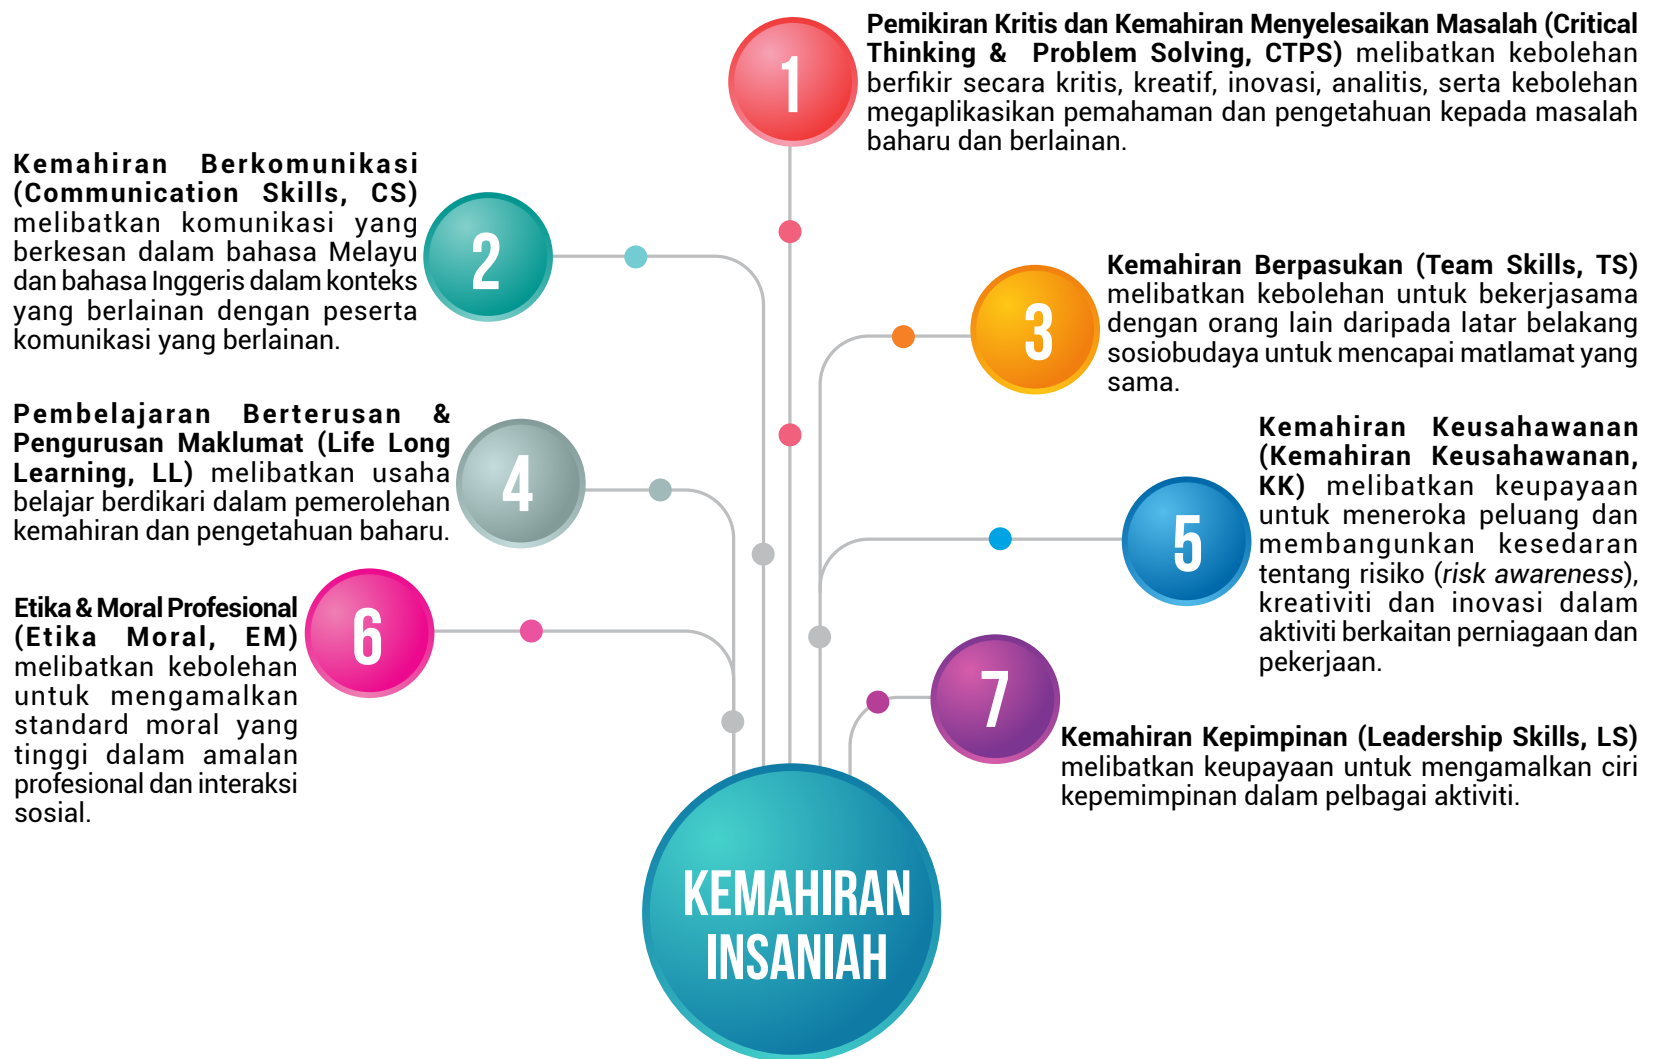 1
Pemikiran Kritis dan Kemahiran Menyelesaikan Masalah (Critical
Thinking & Problem Solving, CTPS) melibatkan kebolehan
berfikir secara kritis, kreatif, inovasi, analitis, serta kebolehan
megaplikasikan pemahaman dan pengetahuan kepada masalah
baharu dan berlainan.
2
Kemahiran Berkomunikasi
(Communication Skills, CS)
melibatkan komunikasi yang
berkesan dalam bahasa Melayu
dan bahasa Inggeris dalam konteks
yang berlainan dengan peserta
komunikasi yang berlainan.
3
Kemahiran Berpasukan (Team Skills, TS)
melibatkan kebolehan untuk bekerjasama
dengan orang lain daripada latar belakang
sosiobudaya untuk mencapai matlamat yang
sama.
4
Pembelajaran Berterusan &
Pengurusan Maklumat (Life Long
Learning, LL) melibatkan usaha
belajar berdikari dalam pemerolehan
kemahiran dan pengetahuan baharu.
5
Kemahiran Keusahawanan
(Kemahiran Keusahawanan,
KK) melibatkan keupayaan
untuk meneroka peluang dan
membangunkan kesedaran
tentang risiko (risk awareness),
kreativiti dan inovasi dalam
aktiviti berkaitan perniagaan dan
pekerjaan.
6
Etika & Moral Profesional
(Etika Moral, EM)
melibatkan kebolehan
untuk mengamalkan
standard moral yang
tinggi dalam amalan
profesional dan interaksi
sosial.
7
Kemahiran Kepimpinan (Leadership Skills, LS)
melibatkan keupayaan untuk mengamalkan ciri
kepemimpinan dalam pelbagai aktiviti.
KEMAHIRAN
INSANIAH